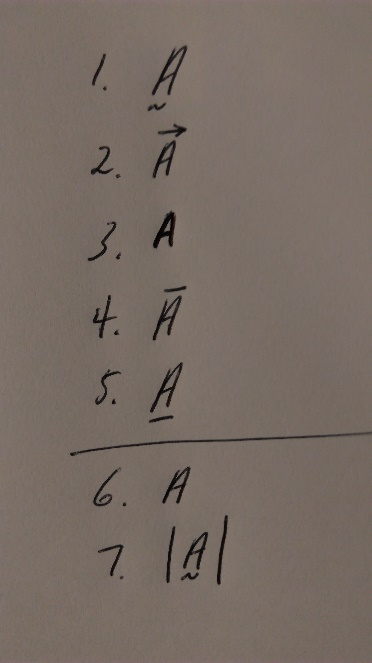 1. A̰
2. A⃗
3. 𝐀
4. A̅
5. A̲
6. A
7. |A̰|